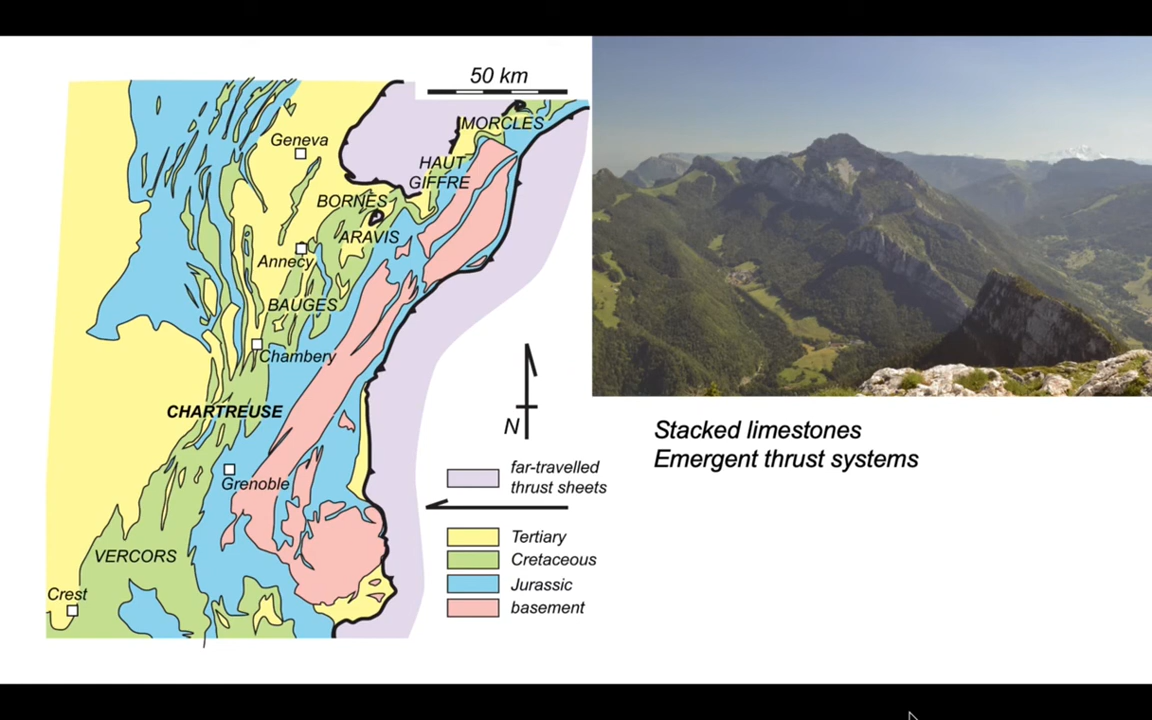 50 km
MORCLES
Geneva
HAUT
GIFFRE
BORNES
ARAVIS
Annecy
BAUGES
Chambery
CHARTREUSE
N
Grenoble
VERCORS
Crest
far-travelled
thrust sheets
Tertiary
Cretaceous
Jurassic
basement
Stacked limestones
Emergent thrust systems